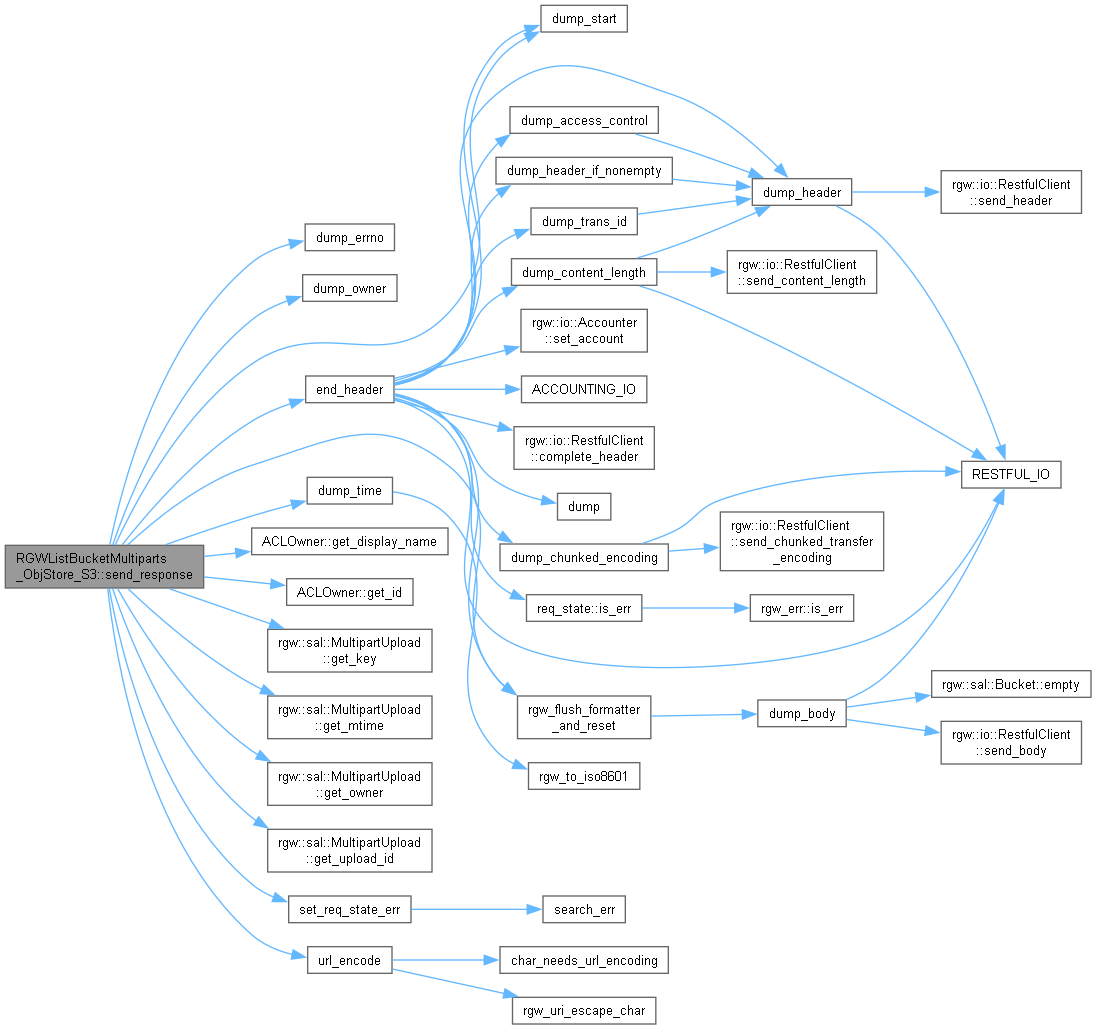 dump_start
dump_access_control
dump_header_if_nonempty
dump_header
rgw::io::RestfulClient
::send_header
dump_trans_id
dump_errno
dump_content_length
rgw::io::RestfulClient
::send_content_length
dump_owner
rgw::io::Accounter
::set_account
end_header
ACCOUNTING_IO
rgw::io::RestfulClient
::complete_header
RESTFUL_IO
dump_time
dump
rgw::io::RestfulClient
::send_chunked_transfer
_encoding
ACLOwner::get_display_name
dump_chunked_encoding
RGWListBucketMultiparts
_ObjStore_S3::send_response
ACLOwner::get_id
req_state::is_err
rgw_err::is_err
rgw::sal::MultipartUpload
::get_key
rgw::sal::Bucket::empty
rgw::sal::MultipartUpload
::get_mtime
rgw_flush_formatter
_and_reset
dump_body
rgw::io::RestfulClient
::send_body
rgw::sal::MultipartUpload
::get_owner
rgw_to_iso8601
rgw::sal::MultipartUpload
::get_upload_id
set_req_state_err
search_err
url_encode
char_needs_url_encoding
rgw_uri_escape_char